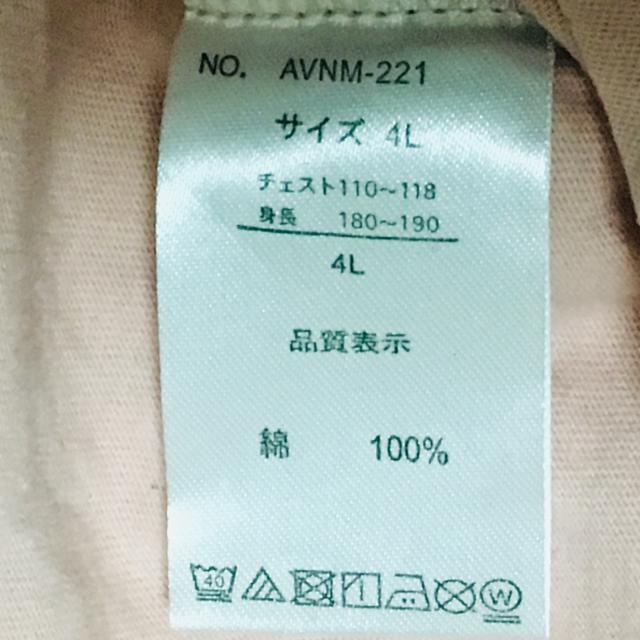 NO. AVNM-221
サイズ 4L
チェスト110～118
身長 180～190
4L
品質表示
綿 100%
40 W